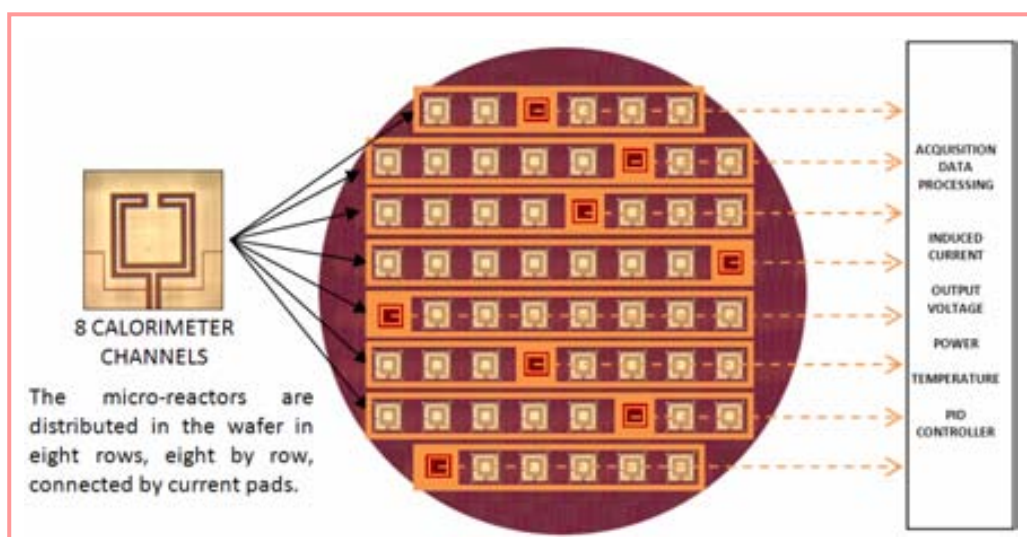 8 CALORIMETER
CHANNELS
The micro-reactors are
distributed in the wafer in
eight rows, eight by row,
connected by current pads.
ACQUISITION
DATA
PROCESSING
INDUCED
CURRENT
OUTPUT
VOLTAGE
POWER
TEMPERATURE
PID
CONTROLLER